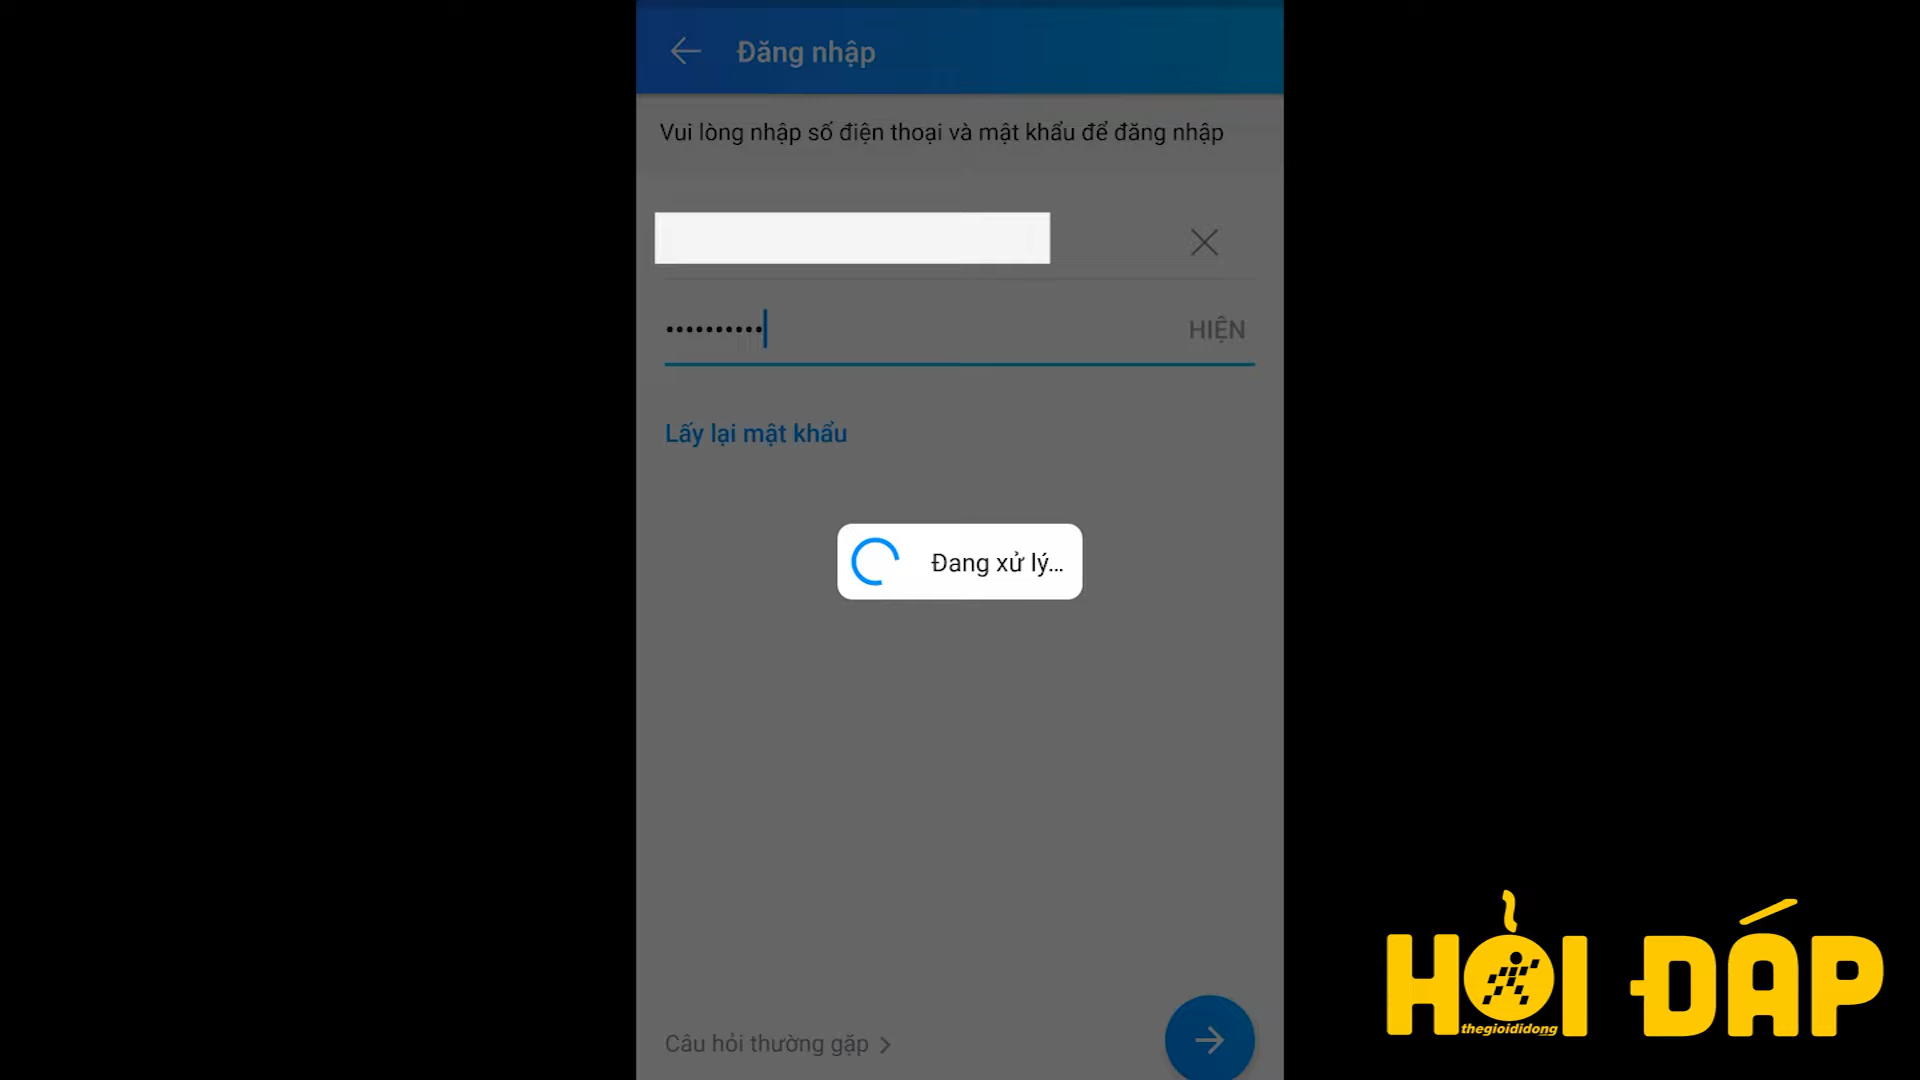 Đăng nhập
Vui lòng nhập số điện thoại và mật khẩu để đăng nhập
••••••••••
HIỆN
Lấy lại mật khẩu
Đang xử lý...
Câu hỏi thường gặp
HỎI ĐÁP
thegioididong